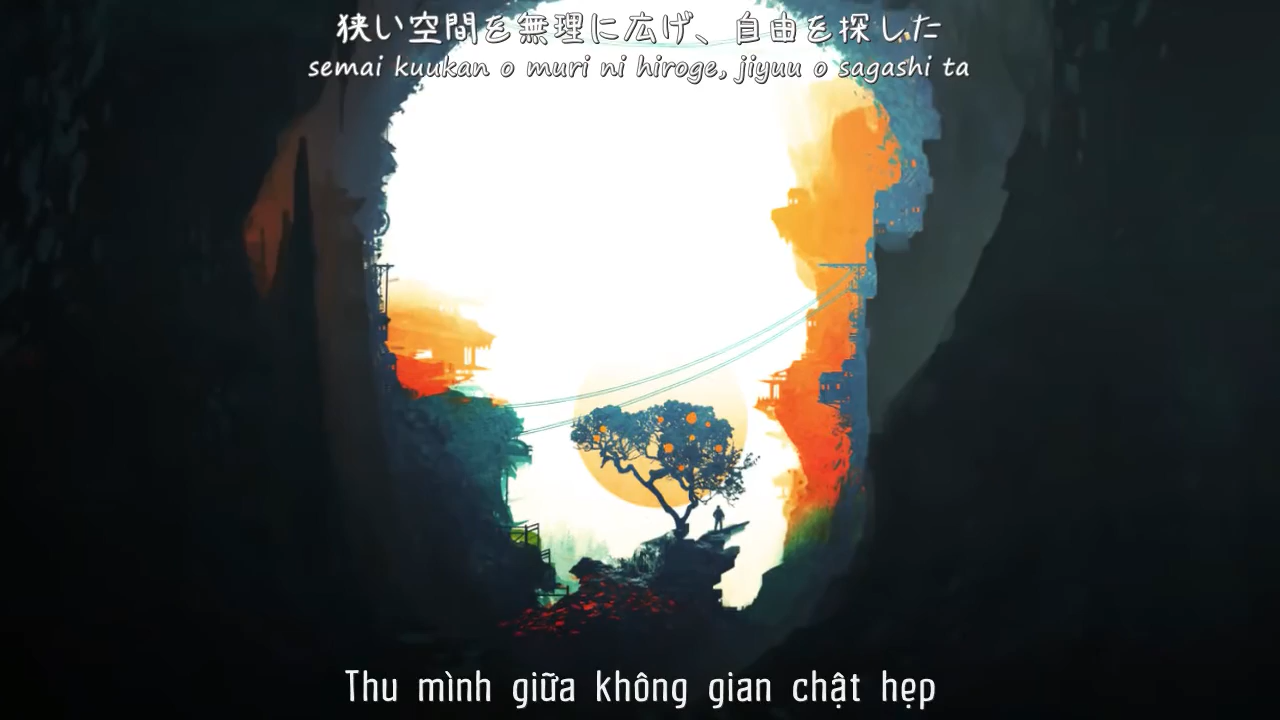 狭い空間を無理に広げ、自由を探した
semai kuukan o muri ni hiroge, jiyuu o sagashi ta
Thu mình giữa không gian chật hẹp